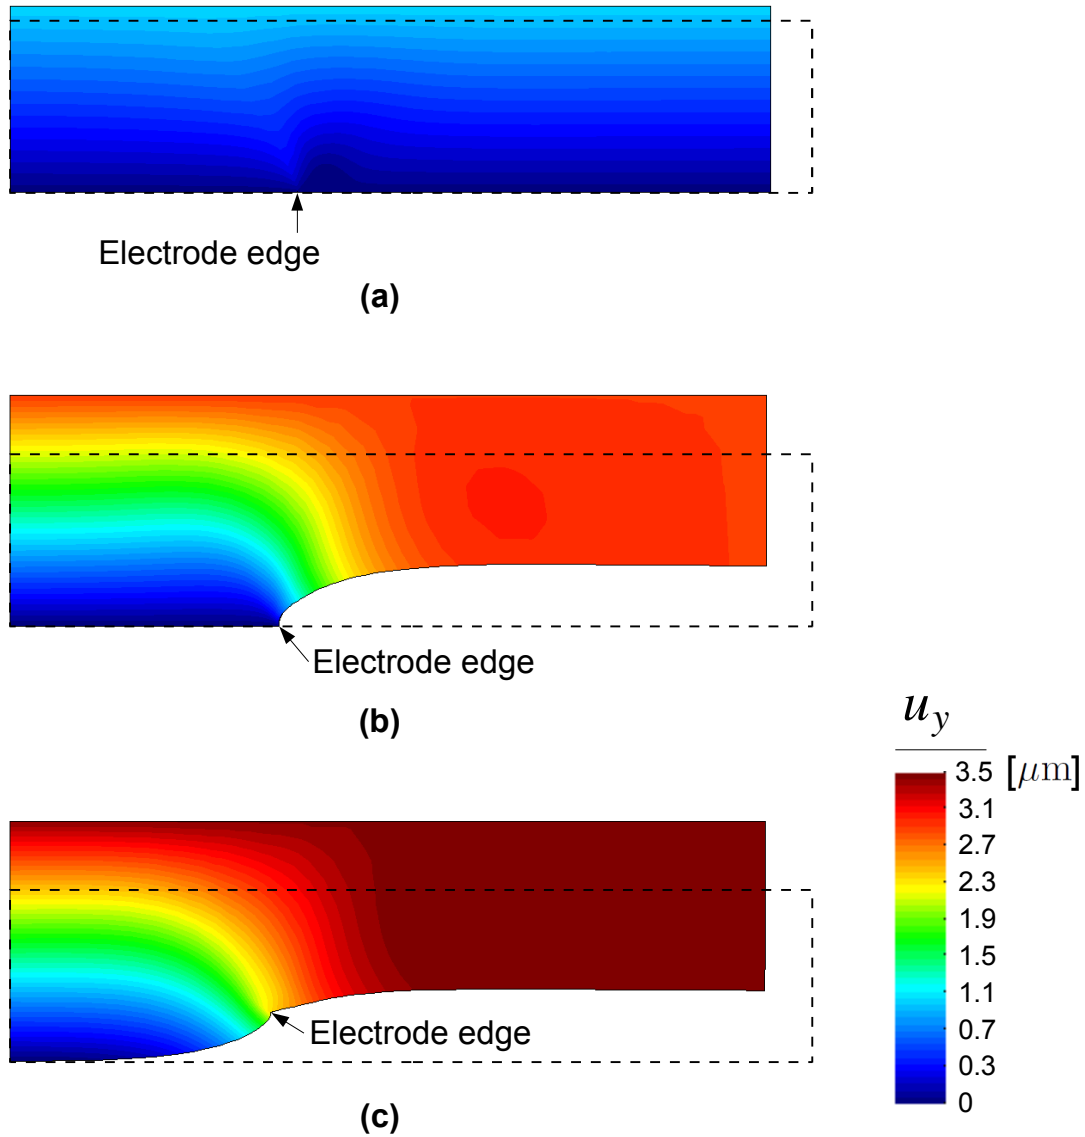 Electrode edge
(a)
Electrode edge
(b)
u_y
[μm]
3.5
3.1
2.7
2.3
1.9
1.5
1.1
0.7
0.3
0
Electrode edge
(c)